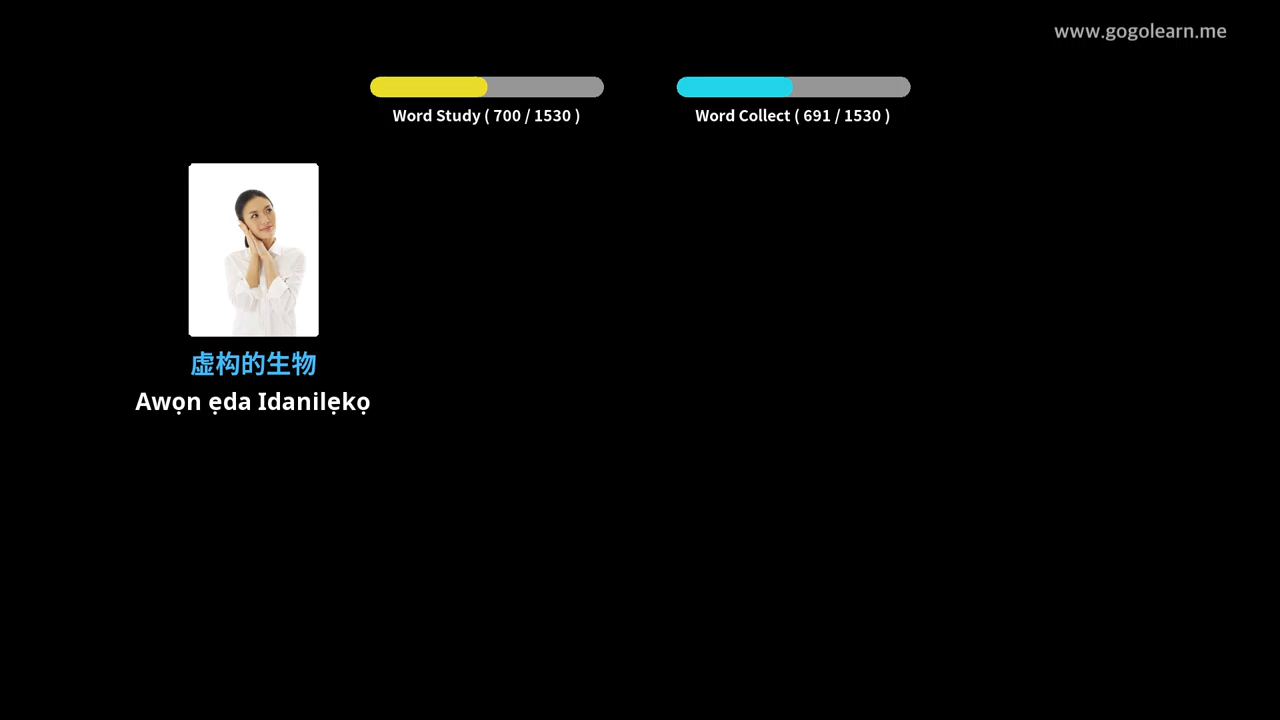 www.gogolearn.me
Word Study ( 700 / 1530 )
Word Collect ( 691 / 1530 )
虚构的生物
Awọn ẹda Idanilẹkọ